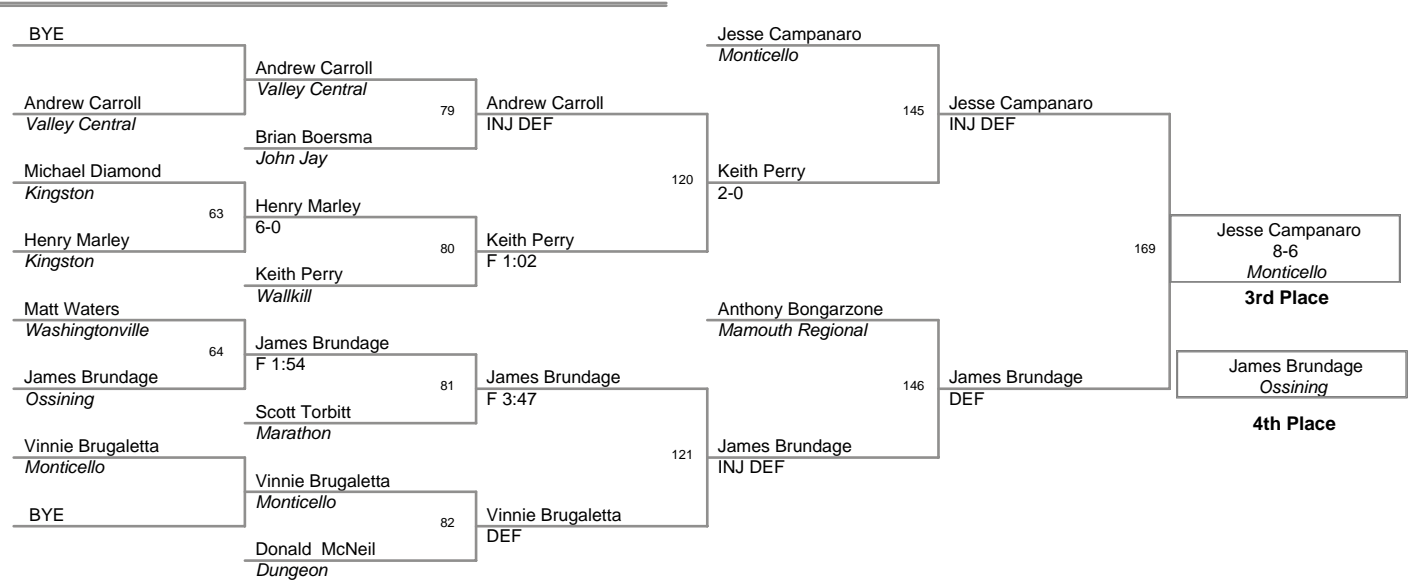 BYE
Andrew Carroll
Valley Central
Michael Diamond
Kingston
63
Henry Marley
Kingston
Matt Waters
Washingtonville
64
James Brundage
Ossining
Vinnie Brugaletta
Monticello
BYE
Andrew Carroll
Valley Central
79
Brian Boersma
John Jay
Henry Marley
6-0
80
Keith Perry
Wallkill
James Brundage
F 1:54
81
Scott Torbitt
Marathon
Vinnie Brugaletta
Monticello
82
Donald McNeil
Dungeon
Andrew Carroll
INJ DEF
120
Keith Perry
F 1:02
James Brundage
F 3:47
121
Vinnie Brugaletta
DEF
Jesse Campanaro
Monticello
145
Keith Perry
2-0
Anthony Bongarzone
Mamouth Regional
146
James Brundage
INJ DEF
Jesse Campanaro
INJ DEF
169
James Brundage
DEF
Jesse Campanaro
8-6
Monticello
3rd Place
James Brundage
Ossining
4th Place